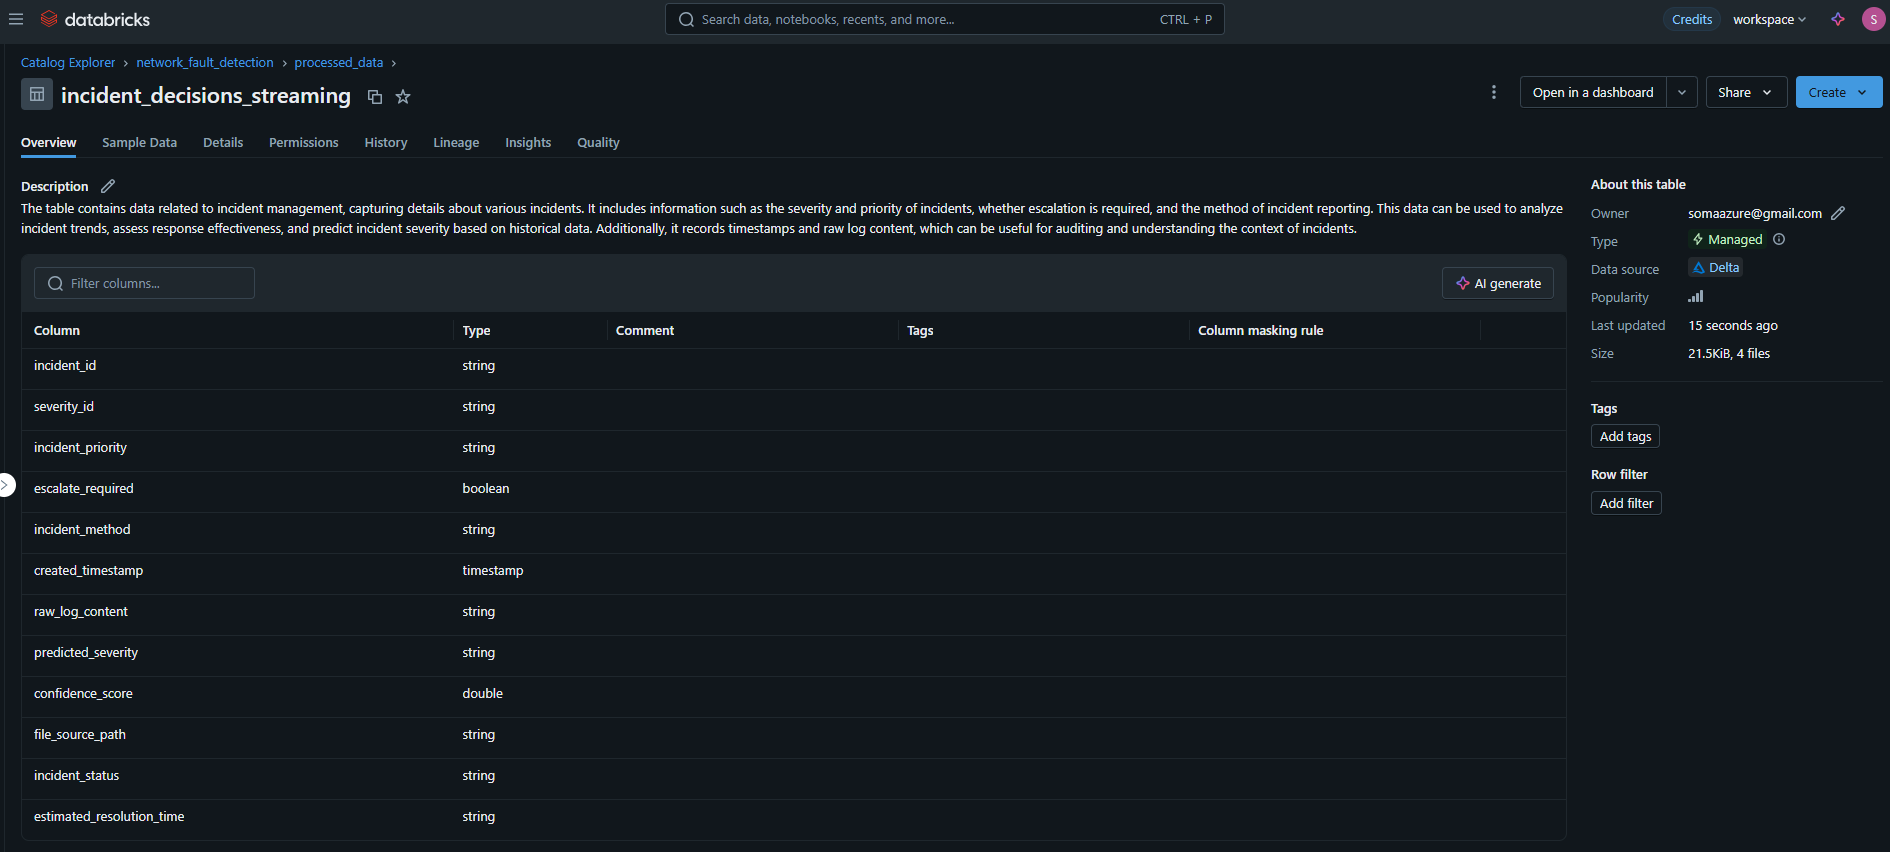 databricks
Search data, notebooks, recents, and more... CTRL + P
Credits workspace S
Catalog Explorer › network_fault_detection › processed_data ›
incident_decisions_streaming
Open in a dashboard Share Create
Overview Sample Data Details Permissions History Lineage Insights Quality
Description
The table contains data related to incident management, capturing details about various incidents. It includes information such as the severity and priority of incidents, whether escalation is required, and the method of incident reporting. This data can be used to analyze
incident trends, assess response effectiveness, and predict incident severity based on historical data. Additionally, it records timestamps and raw log content, which can be useful for auditing and understanding the context of incidents.
Filter columns... AI generate
Column Type Comment Tags Column masking rule
incident_id string
severity_id string
incident_priority string
escalate_required boolean
incident_method string
created_timestamp timestamp
raw_log_content string
predicted_severity string
confidence_score double
file_source_path string
incident_status string
estimated_resolution_time string
About this table
Owner somaazure@gmail.com
Type Managed
Data source Delta
Popularity
Last updated 15 seconds ago
Size 21.5KiB, 4 files
Tags
Add tags
Row filter
Add filter